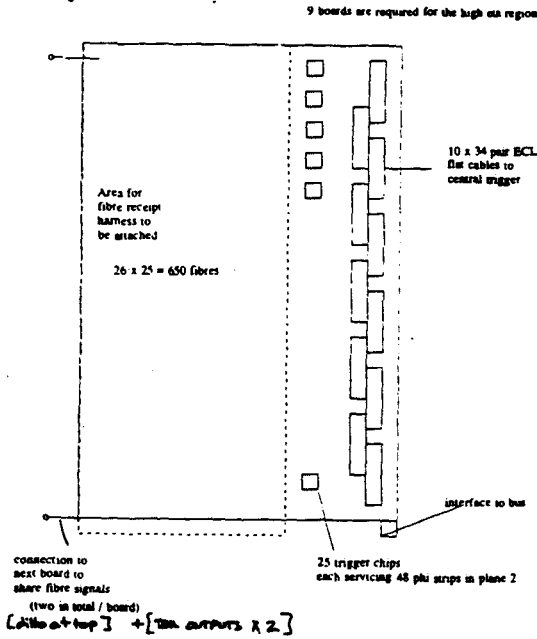 9 boards are required for the high eta region
10 x 34 pair ECL
flat cables to
central trigger
Area for
fibre receipt
harness to
be attached
26 x 25 = 650 fibres
interface to bus
connection to
next board to
share fibre signals
(two in total / board)
25 trigger chips
each servicing 48 phi strips in plane 2
[ditto at top] + [ OUTPUTS x 2]